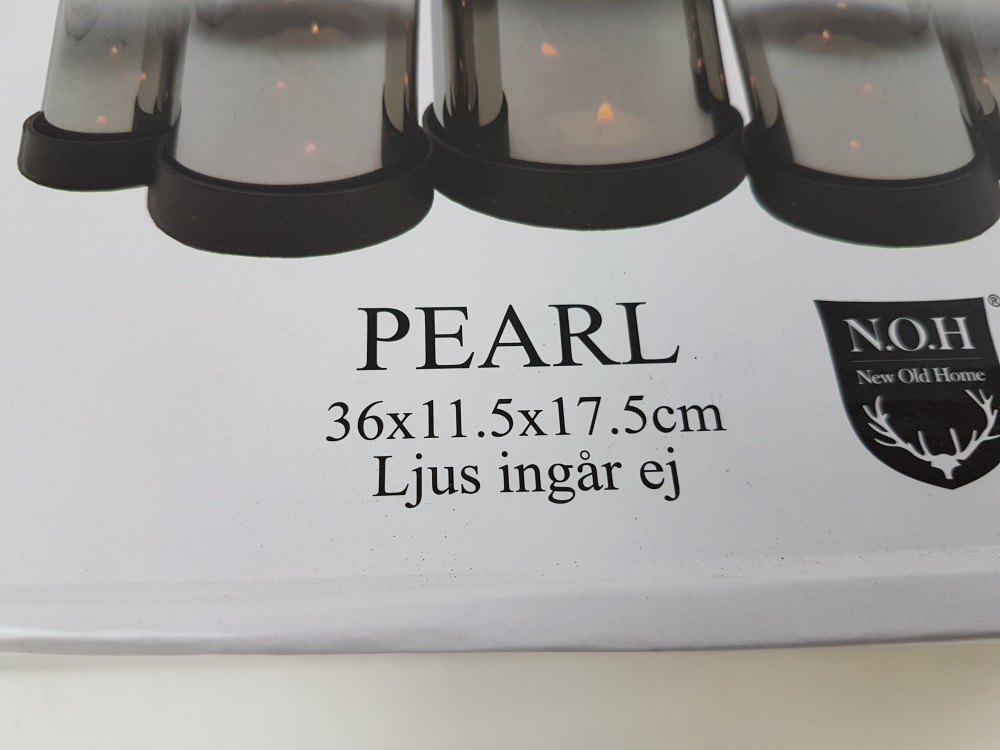 PEARL
36x11.5x17.5cm
Ljus ingår ej
N.O.H
New Old Home
®